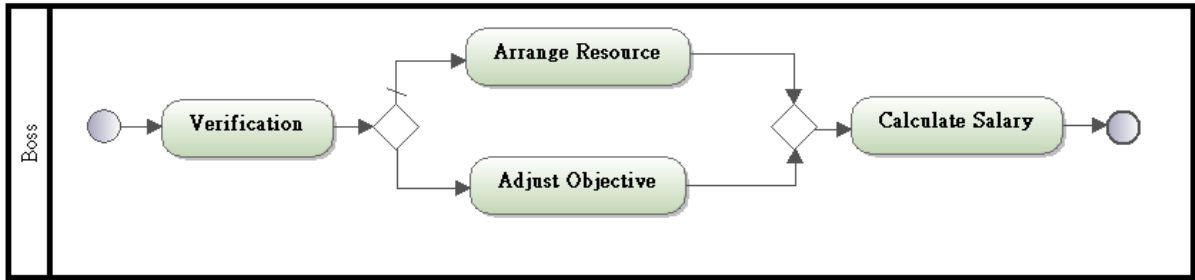 Boss
Verification
Arrange Resource
Adjust Objective
Calculate Salary